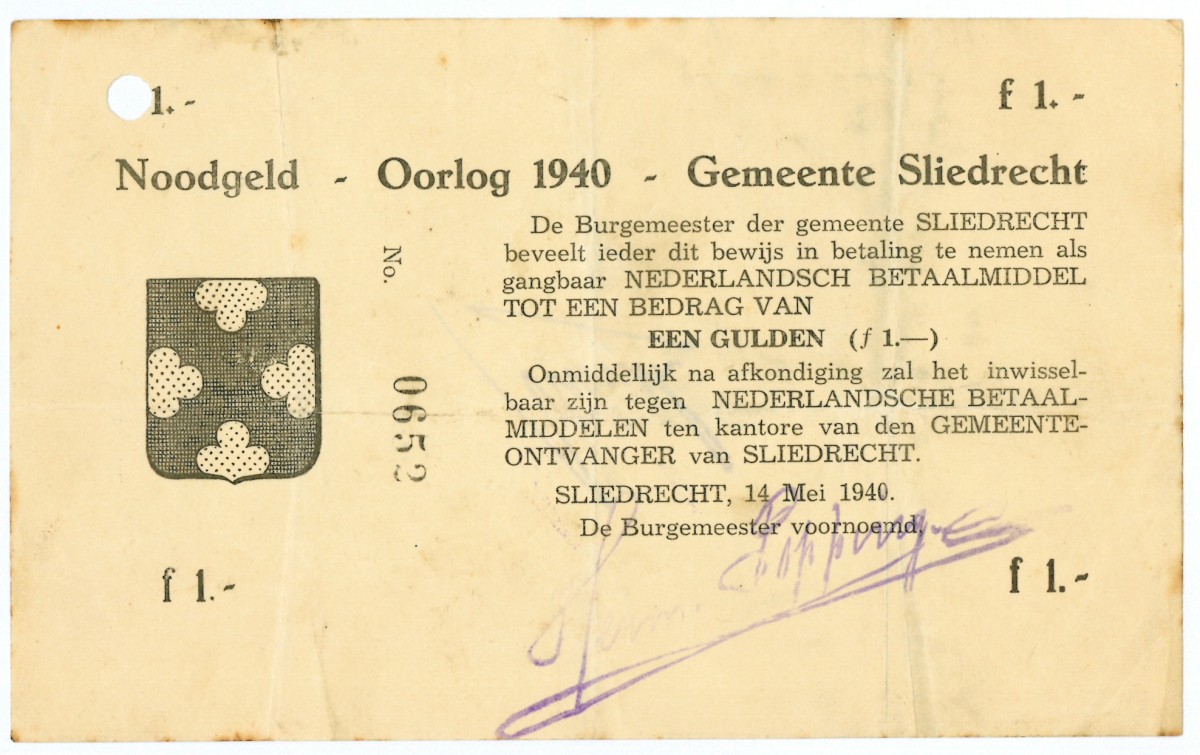 1.-
f 1.-
Noodgeld - Oorlog 1940 - Gemeente Sliedrecht
De Burgemeester der gemeente SLIEDRECHT
beveelt ieder dit bewijs in betaling te nemen als
gangbaar NEDERLANDSCH BETAALMIDDEL
TOT EEN BEDRAG VAN
EEN GULDEN (f 1.—)
Onmiddellijk na afkondiging zal het inwissel-
baar zijn tegen NEDERLANDSCHE BETAAL-
MIDDELEN ten kantore van den GEMEENTE-
ONTVANGER van SLIEDRECHT.
SLIEDRECHT, 14 Mei 1940.
De Burgemeester voornoemd,
No. 0652
f 1.-
f 1.-